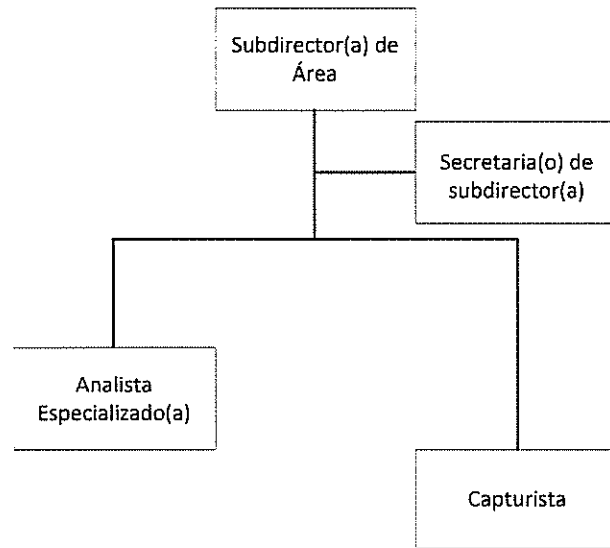 Subdirector(a) de
Área
Secretaria(o) de
subdirector(a)
Analista
Especializado(a)
Capturista